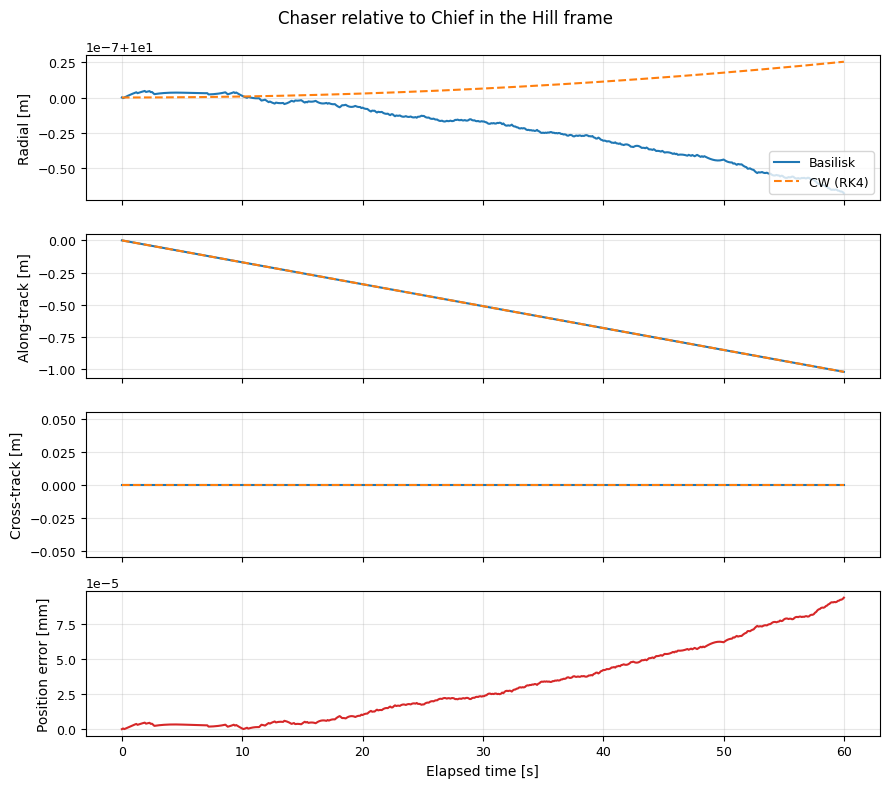 Chaser relative to Chief in the Hill frame
1e−7+1e1
0.25
0.00
−0.25
−0.50
Radial [m]
Basilisk
CW (RK4)
0.00
−0.25
−0.50
−0.75
−1.00
Along-track [m]
0.050
0.025
0.000
−0.025
−0.050
Cross-track [m]
1e−5
7.5
5.0
2.5
0.0
Position error [mm]
0 10 20 30 40 50 60
Elapsed time [s]